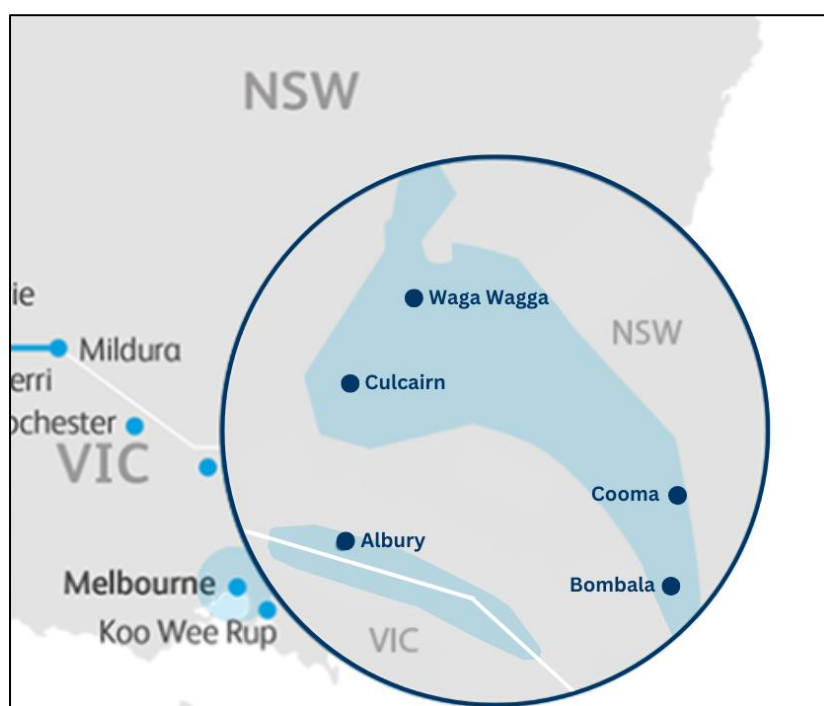 NSW
ie
Mildura
erri
ochester
VIC
Melbourne
Koo Wee Rup
Waga Wagga
NSW
Culcairn
Cooma
Albury
Bombala
VIC